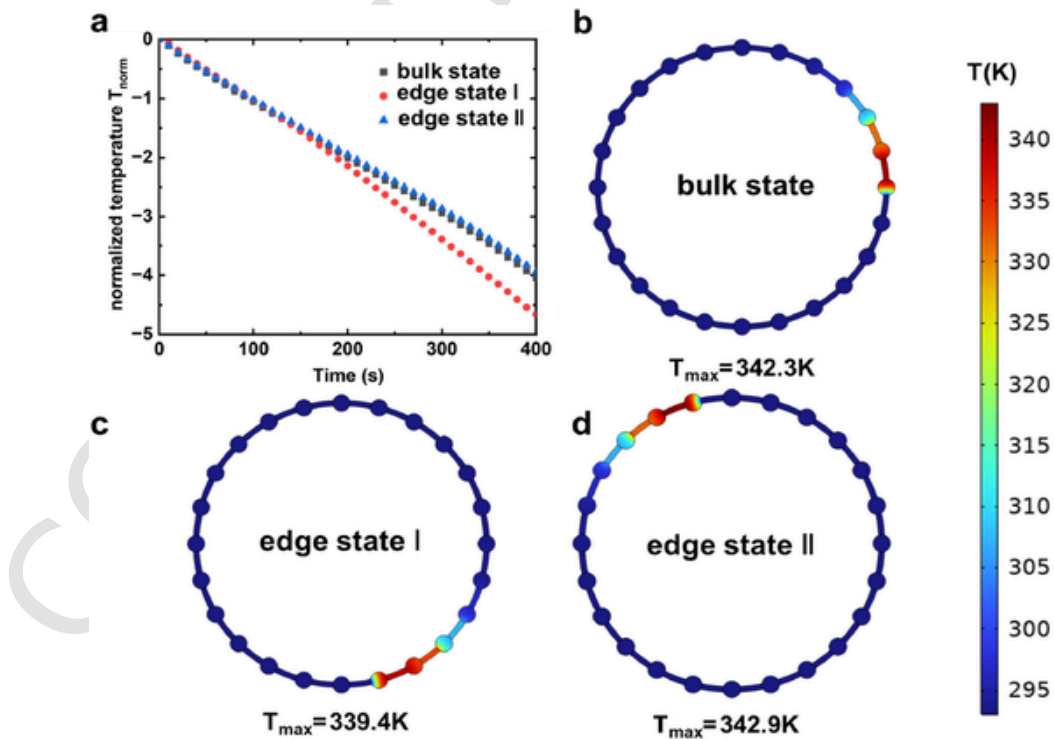 a
normalized temperature T_norm
0
−1
−2
−3
−4
−5
0
100
200
300
400
Time (s)
bulk state
edge state Ⅰ
edge state Ⅱ
b
bulk state
T_max=342.3K
T(K)
340
335
330
325
320
315
310
305
300
295
c
edge state Ⅰ
T_max=339.4K
d
edge state Ⅱ
T_max=342.9K